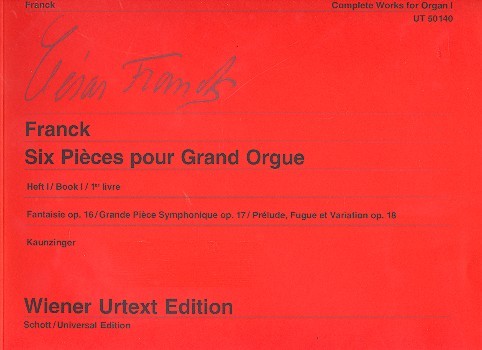 Franck
Complete Works for Organ I
UT 50140
César Franck
Franck
Six Pièces pour Grand Orgue
Heft I / Book I / 1er livre
Fantaisie op. 16 / Grande Pièce Symphonique op. 17 / Prélude, Fugue et Variation op. 18
Kaunzinger
Wiener Urtext Edition
Schott / Universal Edition